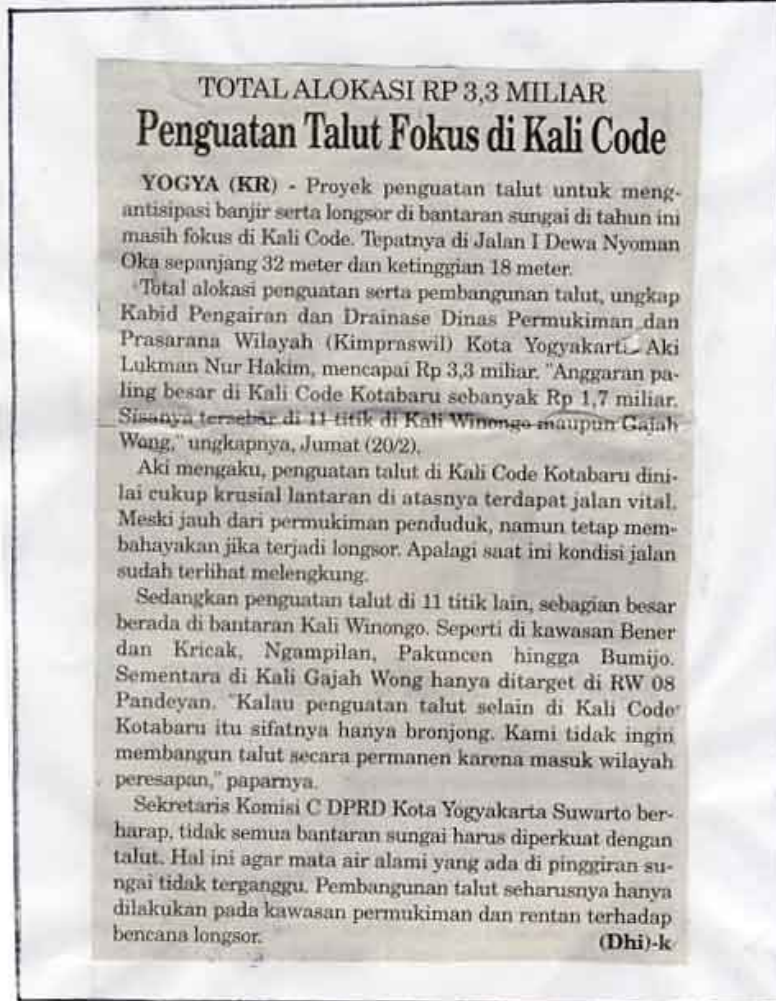 TOTAL ALOKASI RP 3,3 MILIAR
Penguatan Talut Fokus di Kali Code
YOGYA (KR) - Proyek penguatan talut untuk meng-
antisipasi banjir serta longsor di bantaran sungai di tahun ini
masih fokus di Kali Code. Tepatnya di Jalan I Dewa Nyoman
Oka sepanjang 32 meter dan ketinggian 18 meter.
Total alokasi penguatan serta pembangunan talut, ungkap
Kabid Pengairan dan Drainase Dinas Permukiman dan
Prasarana Wilayah (Kimpraswil) Kota Yogyakarta Aki
Lukman Nur Hakim, mencapai Rp 3,3 miliar. "Anggaran pa-
ling besar di Kali Code Kotabaru sebanyak Rp 1,7 miliar.
Sisanya tersebar di 11 titik di Kali Winongo maupun Gajah
Wong," ungkapnya, Jumat (20/2).
Aki mengaku, penguatan talut di Kali Code Kotabaru dini-
lai cukup krusial lantaran di atasnya terdapat jalan vital.
Meski jauh dari permukiman penduduk, namun tetap mem-
bahayakan jika terjadi longsor. Apalagi saat ini kondisi jalan
sudah terlihat melengkung.
Sedangkan penguatan talut di 11 titik lain, sebagian besar
berada di bantaran Kali Winongo. Seperti di kawasan Bener
dan Kricak, Ngampilan, Pakuncen hingga Bumijo.
Sementara di Kali Gajah Wong hanya ditarget di RW 08
Pandeyan. "Kalau penguatan talut selain di Kali Code
Kotabaru itu sifatnya hanya bronjong. Kami tidak ingin
membangun talut secara permanen karena masuk wilayah
peresapan," paparnya.
Sekretaris Komisi C DPRD Kota Yogyakarta Suwarto ber-
harap, tidak semua bantaran sungai harus diperkuat dengan
talut. Hal ini agar mata air alami yang ada di pinggiran su-
ngai tidak terganggu. Pembangunan talut seharusnya hanya
dilakukan pada kawasan permukiman dan rentan terhadap
bencana longsor. (Dhi)-k